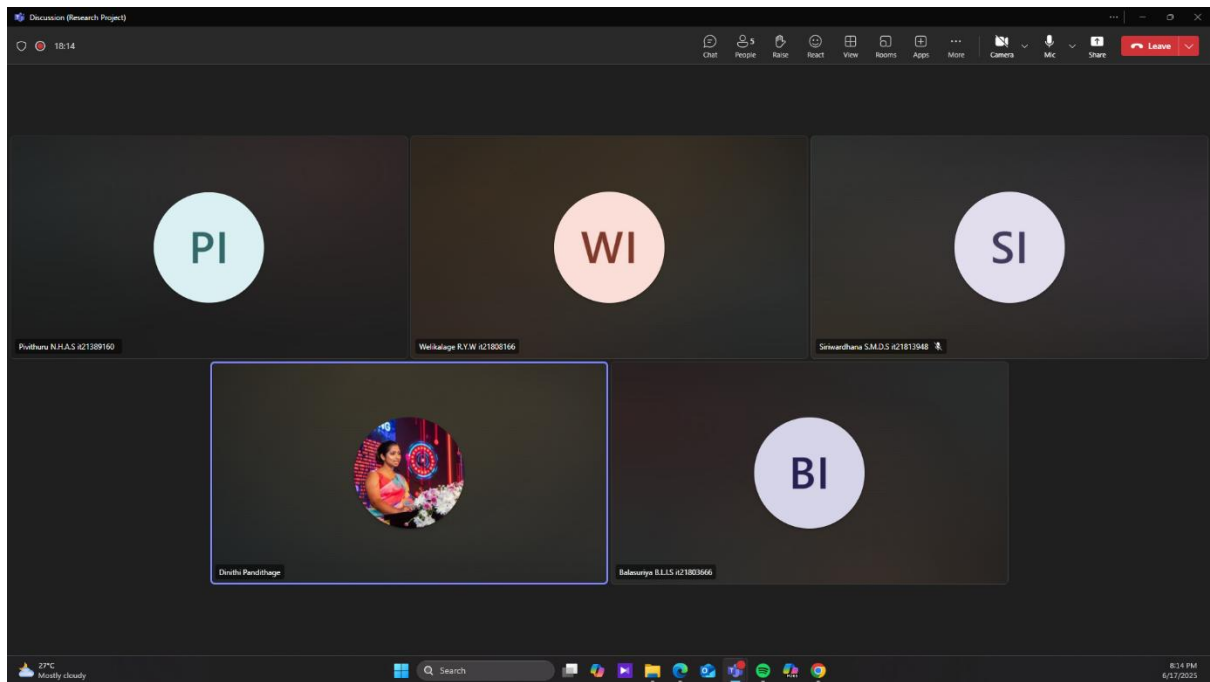 Discussion (Research Project)
18:14
Chat
5
People
Raise
React
View
Rooms
Apps
More
Camera
Mic
Share
Leave
PI
Pivithuru N.H.A.S it21389160
WI
Welikalage R.Y.W it21808166
SI
Siriwardhana S.M.D.S it21813948
Dinithi Pandithage
BI
Balasuriya B.L.I.S it21803666
27°C
Mostly cloudy
Search
8:14 PM
6/17/2025